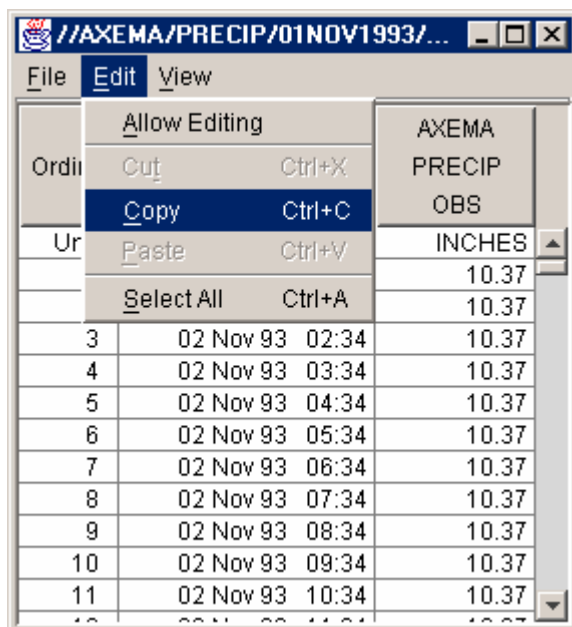 //AXEMA/PRECIP/01NOV1993/...
File Edit View
Allow Editing
Cut Ctrl+X
Copy Ctrl+C
Paste Ctrl+V
Select All Ctrl+A
AXEMA
PRECIP
OBS
INCHES
10.37
10.37
3 02 Nov 93 02:34 10.37
4 02 Nov 93 03:34 10.37
5 02 Nov 93 04:34 10.37
6 02 Nov 93 05:34 10.37
7 02 Nov 93 06:34 10.37
8 02 Nov 93 07:34 10.37
9 02 Nov 93 08:34 10.37
10 02 Nov 93 09:34 10.37
11 02 Nov 93 10:34 10.37